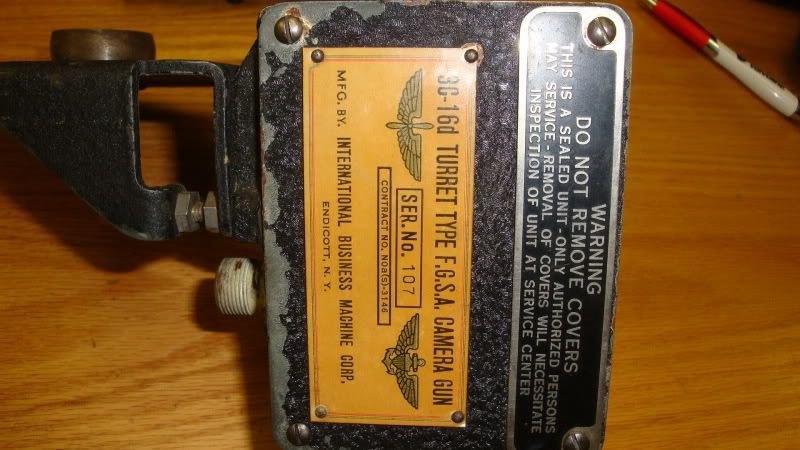 WARNING
DO NOT REMOVE COVERS
THIS IS A SEALED UNIT - ONLY AUTHORIZED PERSONS
MAY SERVICE - REMOVAL OF COVERS WILL NECESSITATE
INSPECTION OF UNIT AT SERVICE CENTER
3G-16d TURRET TYPE F.G.S.A. CAMERA GUN
SER. No. 107
CONTRACT NO. NOa(s)-3146
MFG. BY. INTERNATIONAL BUSINESS MACHINE CORP.
ENDICOTT, N. Y.